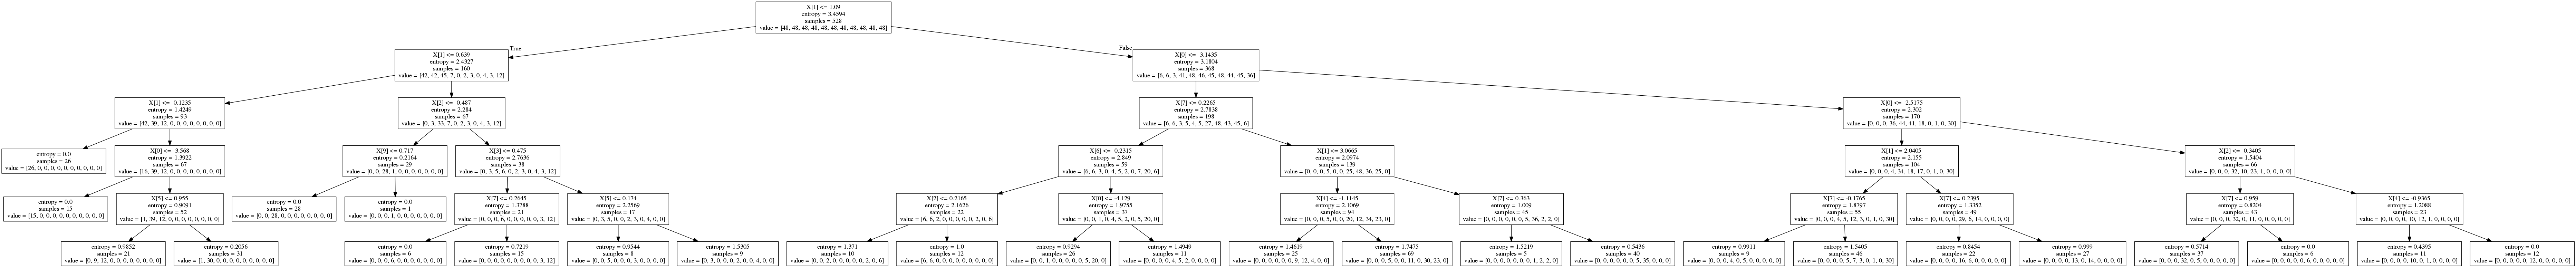 X[1] <= 1.09
entropy = 3.4594
samples = 528
value = [48, 48, 48, 48, 48, 48, 48, 48, 48, 48, 48]
True
False
X[1] <= 0.639
entropy = 2.4327
samples = 160
value = [42, 42, 45, 7, 0, 2, 3, 0, 4, 3, 12]
X[0] <= -3.1435
entropy = 3.1804
samples = 368
value = [6, 6, 3, 41, 48, 46, 45, 48, 44, 45, 36]
X[1] <= -0.1235
entropy = 1.4249
samples = 93
value = [42, 39, 12, 0, 0, 0, 0, 0, 0, 0, 0]
X[2] <= -0.487
entropy = 2.284
samples = 67
value = [0, 3, 33, 7, 0, 2, 3, 0, 4, 3, 12]
X[7] <= 0.2265
entropy = 2.7838
samples = 198
value = [6, 6, 3, 5, 4, 5, 27, 48, 43, 45, 6]
X[0] <= -2.5175
entropy = 2.302
samples = 170
value = [0, 0, 0, 36, 44, 41, 18, 0, 1, 0, 30]
entropy = 0.0
samples = 26
value = [26, 0, 0, 0, 0, 0, 0, 0, 0, 0, 0]
X[0] <= -3.568
entropy = 1.3922
samples = 67
value = [16, 39, 12, 0, 0, 0, 0, 0, 0, 0, 0]
X[9] <= 0.717
entropy = 0.2164
samples = 29
value = [0, 0, 28, 1, 0, 0, 0, 0, 0, 0, 0]
X[3] <= 0.475
entropy = 2.7636
samples = 38
value = [0, 3, 5, 6, 0, 2, 3, 0, 4, 3, 12]
X[6] <= -0.2315
entropy = 2.849
samples = 59
value = [6, 6, 3, 0, 4, 5, 2, 0, 7, 20, 6]
X[1] <= 3.0665
entropy = 2.0974
samples = 139
value = [0, 0, 0, 5, 0, 0, 25, 48, 36, 25, 0]
X[1] <= 2.0405
entropy = 2.155
samples = 104
value = [0, 0, 0, 4, 34, 18, 17, 0, 1, 0, 30]
X[2] <= -0.3405
entropy = 1.5404
samples = 66
value = [0, 0, 0, 32, 10, 23, 1, 0, 0, 0, 0]
entropy = 0.0
samples = 15
value = [15, 0, 0, 0, 0, 0, 0, 0, 0, 0, 0]
X[5] <= 0.955
entropy = 0.9091
samples = 52
value = [1, 39, 12, 0, 0, 0, 0, 0, 0, 0, 0]
entropy = 0.0
samples = 28
value = [0, 0, 28, 0, 0, 0, 0, 0, 0, 0, 0]
entropy = 0.0
samples = 1
value = [0, 0, 0, 1, 0, 0, 0, 0, 0, 0, 0]
X[7] <= 0.2645
entropy = 1.3788
samples = 21
value = [0, 0, 0, 6, 0, 0, 0, 0, 0, 3, 12]
X[5] <= 0.174
entropy = 2.2569
samples = 17
value = [0, 3, 5, 0, 0, 2, 3, 0, 4, 0, 0]
X[2] <= 0.2165
entropy = 2.1626
samples = 22
value = [6, 6, 2, 0, 0, 0, 0, 0, 2, 0, 6]
X[0] <= -4.129
entropy = 1.9755
samples = 37
value = [0, 0, 1, 0, 4, 5, 2, 0, 5, 20, 0]
X[4] <= -1.1145
entropy = 2.1069
samples = 94
value = [0, 0, 0, 5, 0, 0, 20, 12, 34, 23, 0]
X[7] <= 0.363
entropy = 1.009
samples = 45
value = [0, 0, 0, 0, 0, 0, 5, 36, 2, 2, 0]
X[7] <= -0.1765
entropy = 1.8797
samples = 55
value = [0, 0, 0, 4, 5, 12, 3, 0, 1, 0, 30]
X[7] <= 0.2395
entropy = 1.3352
samples = 49
value = [0, 0, 0, 0, 29, 6, 14, 0, 0, 0, 0]
X[7] <= 0.959
entropy = 0.8204
samples = 43
value = [0, 0, 0, 32, 0, 11, 0, 0, 0, 0, 0]
X[4] <= -0.9365
entropy = 1.2088
samples = 23
value = [0, 0, 0, 0, 10, 12, 1, 0, 0, 0, 0]
entropy = 0.9852
samples = 21
value = [0, 9, 12, 0, 0, 0, 0, 0, 0, 0, 0]
entropy = 0.2056
samples = 31
value = [1, 30, 0, 0, 0, 0, 0, 0, 0, 0, 0]
entropy = 0.0
samples = 6
value = [0, 0, 0, 6, 0, 0, 0, 0, 0, 0, 0]
entropy = 0.7219
samples = 15
value = [0, 0, 0, 0, 0, 0, 0, 0, 0, 3, 12]
entropy = 0.9544
samples = 8
value = [0, 0, 5, 0, 0, 0, 3, 0, 0, 0, 0]
entropy = 1.5305
samples = 9
value = [0, 3, 0, 0, 0, 2, 0, 0, 4, 0, 0]
entropy = 1.371
samples = 10
value = [0, 0, 2, 0, 0, 0, 0, 0, 2, 0, 6]
entropy = 1.0
samples = 12
value = [6, 6, 0, 0, 0, 0, 0, 0, 0, 0, 0]
entropy = 0.9294
samples = 26
value = [0, 0, 1, 0, 0, 0, 0, 0, 5, 20, 0]
entropy = 1.4949
samples = 11
value = [0, 0, 0, 0, 4, 5, 2, 0, 0, 0, 0]
entropy = 1.4619
samples = 25
value = [0, 0, 0, 0, 0, 0, 9, 12, 4, 0, 0]
entropy = 1.7475
samples = 69
value = [0, 0, 0, 5, 0, 0, 11, 0, 30, 23, 0]
entropy = 1.5219
samples = 5
value = [0, 0, 0, 0, 0, 0, 0, 1, 2, 2, 0]
entropy = 0.5436
samples = 40
value = [0, 0, 0, 0, 0, 0, 5, 35, 0, 0, 0]
entropy = 0.9911
samples = 9
value = [0, 0, 0, 4, 0, 5, 0, 0, 0, 0, 0]
entropy = 1.5405
samples = 46
value = [0, 0, 0, 0, 5, 7, 3, 0, 1, 0, 30]
entropy = 0.8454
samples = 22
value = [0, 0, 0, 0, 16, 6, 0, 0, 0, 0, 0]
entropy = 0.999
samples = 27
value = [0, 0, 0, 0, 13, 0, 14, 0, 0, 0, 0]
entropy = 0.5714
samples = 37
value = [0, 0, 0, 32, 0, 5, 0, 0, 0, 0, 0]
entropy = 0.0
samples = 6
value = [0, 0, 0, 0, 0, 6, 0, 0, 0, 0, 0]
entropy = 0.4395
samples = 11
value = [0, 0, 0, 0, 10, 0, 1, 0, 0, 0, 0]
entropy = 0.0
samples = 12
value = [0, 0, 0, 0, 0, 12, 0, 0, 0, 0, 0]